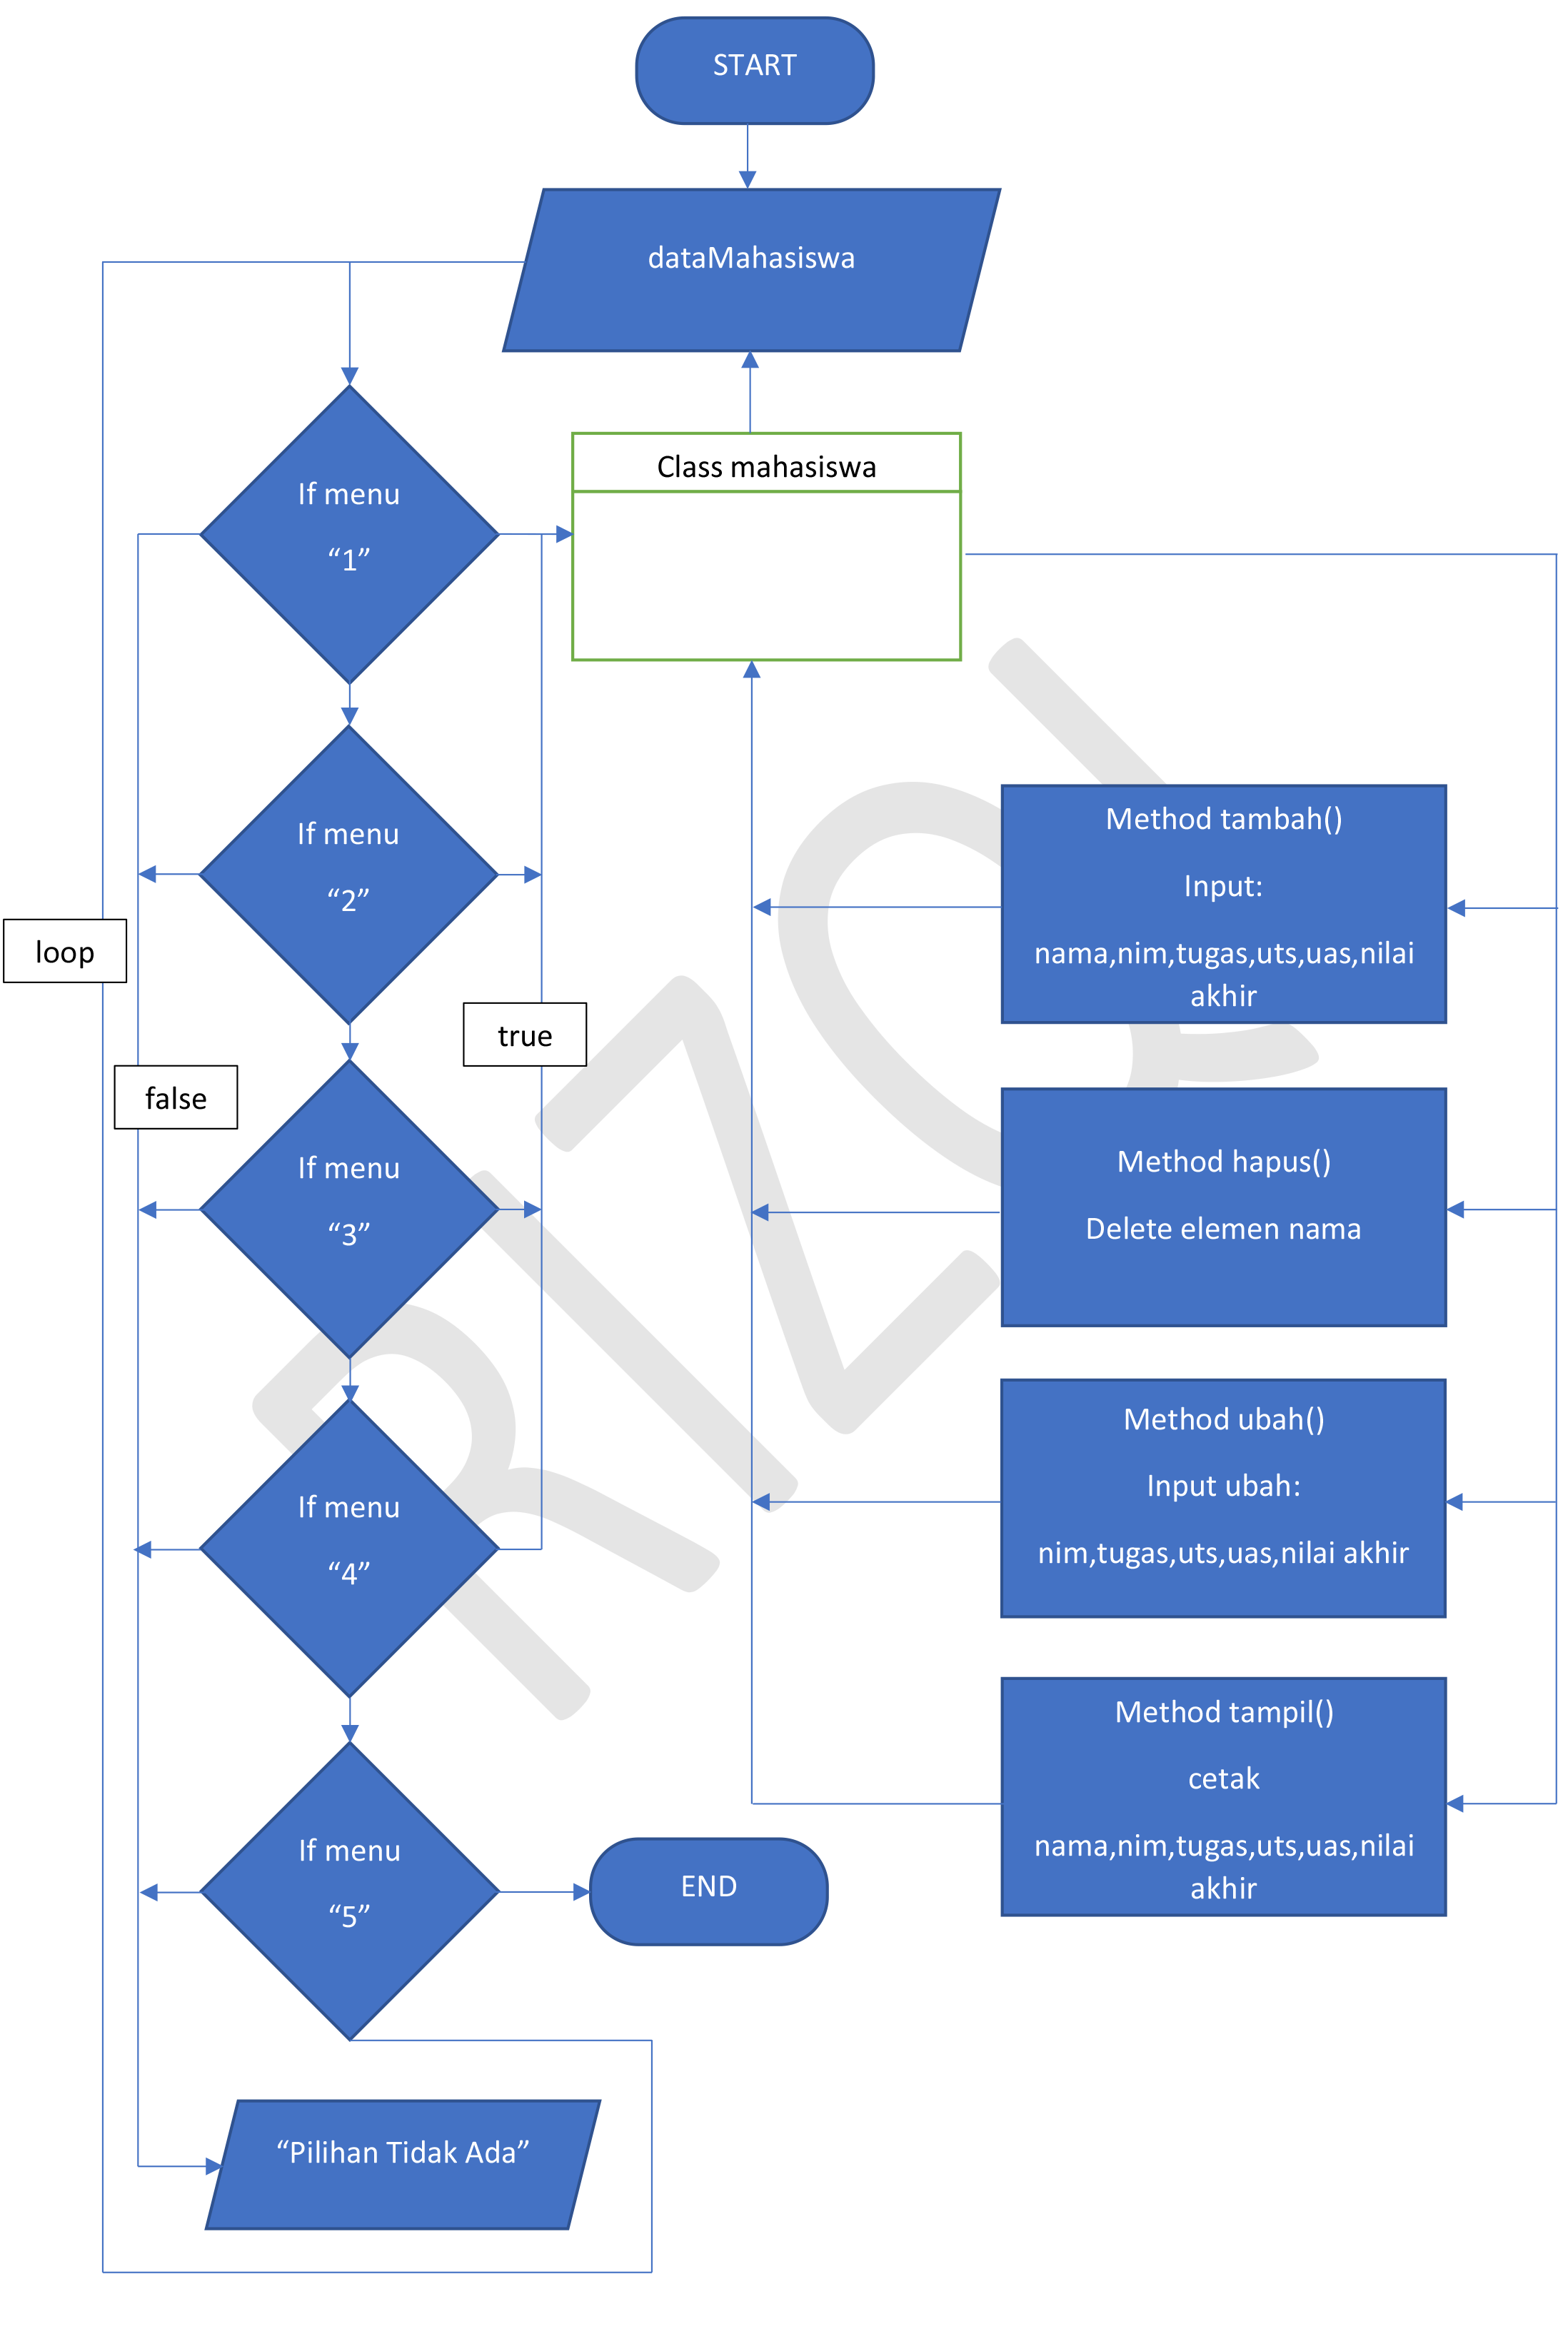 START
dataMahasiswa
If menu
“1”
Class mahasiswa
If menu
“2”
loop
true
false
If menu
“3”
If menu
“4”
If menu
“5”
END
“Pilihan Tidak Ada”
Method tambah()
Input:
nama,nim,tugas,uts,uas,nilai
akhir
Method hapus()
Delete elemen nama
Method ubah()
Input ubah:
nim,tugas,uts,uas,nilai akhir
Method tampil()
cetak
nama,nim,tugas,uts,uas,nilai
akhir